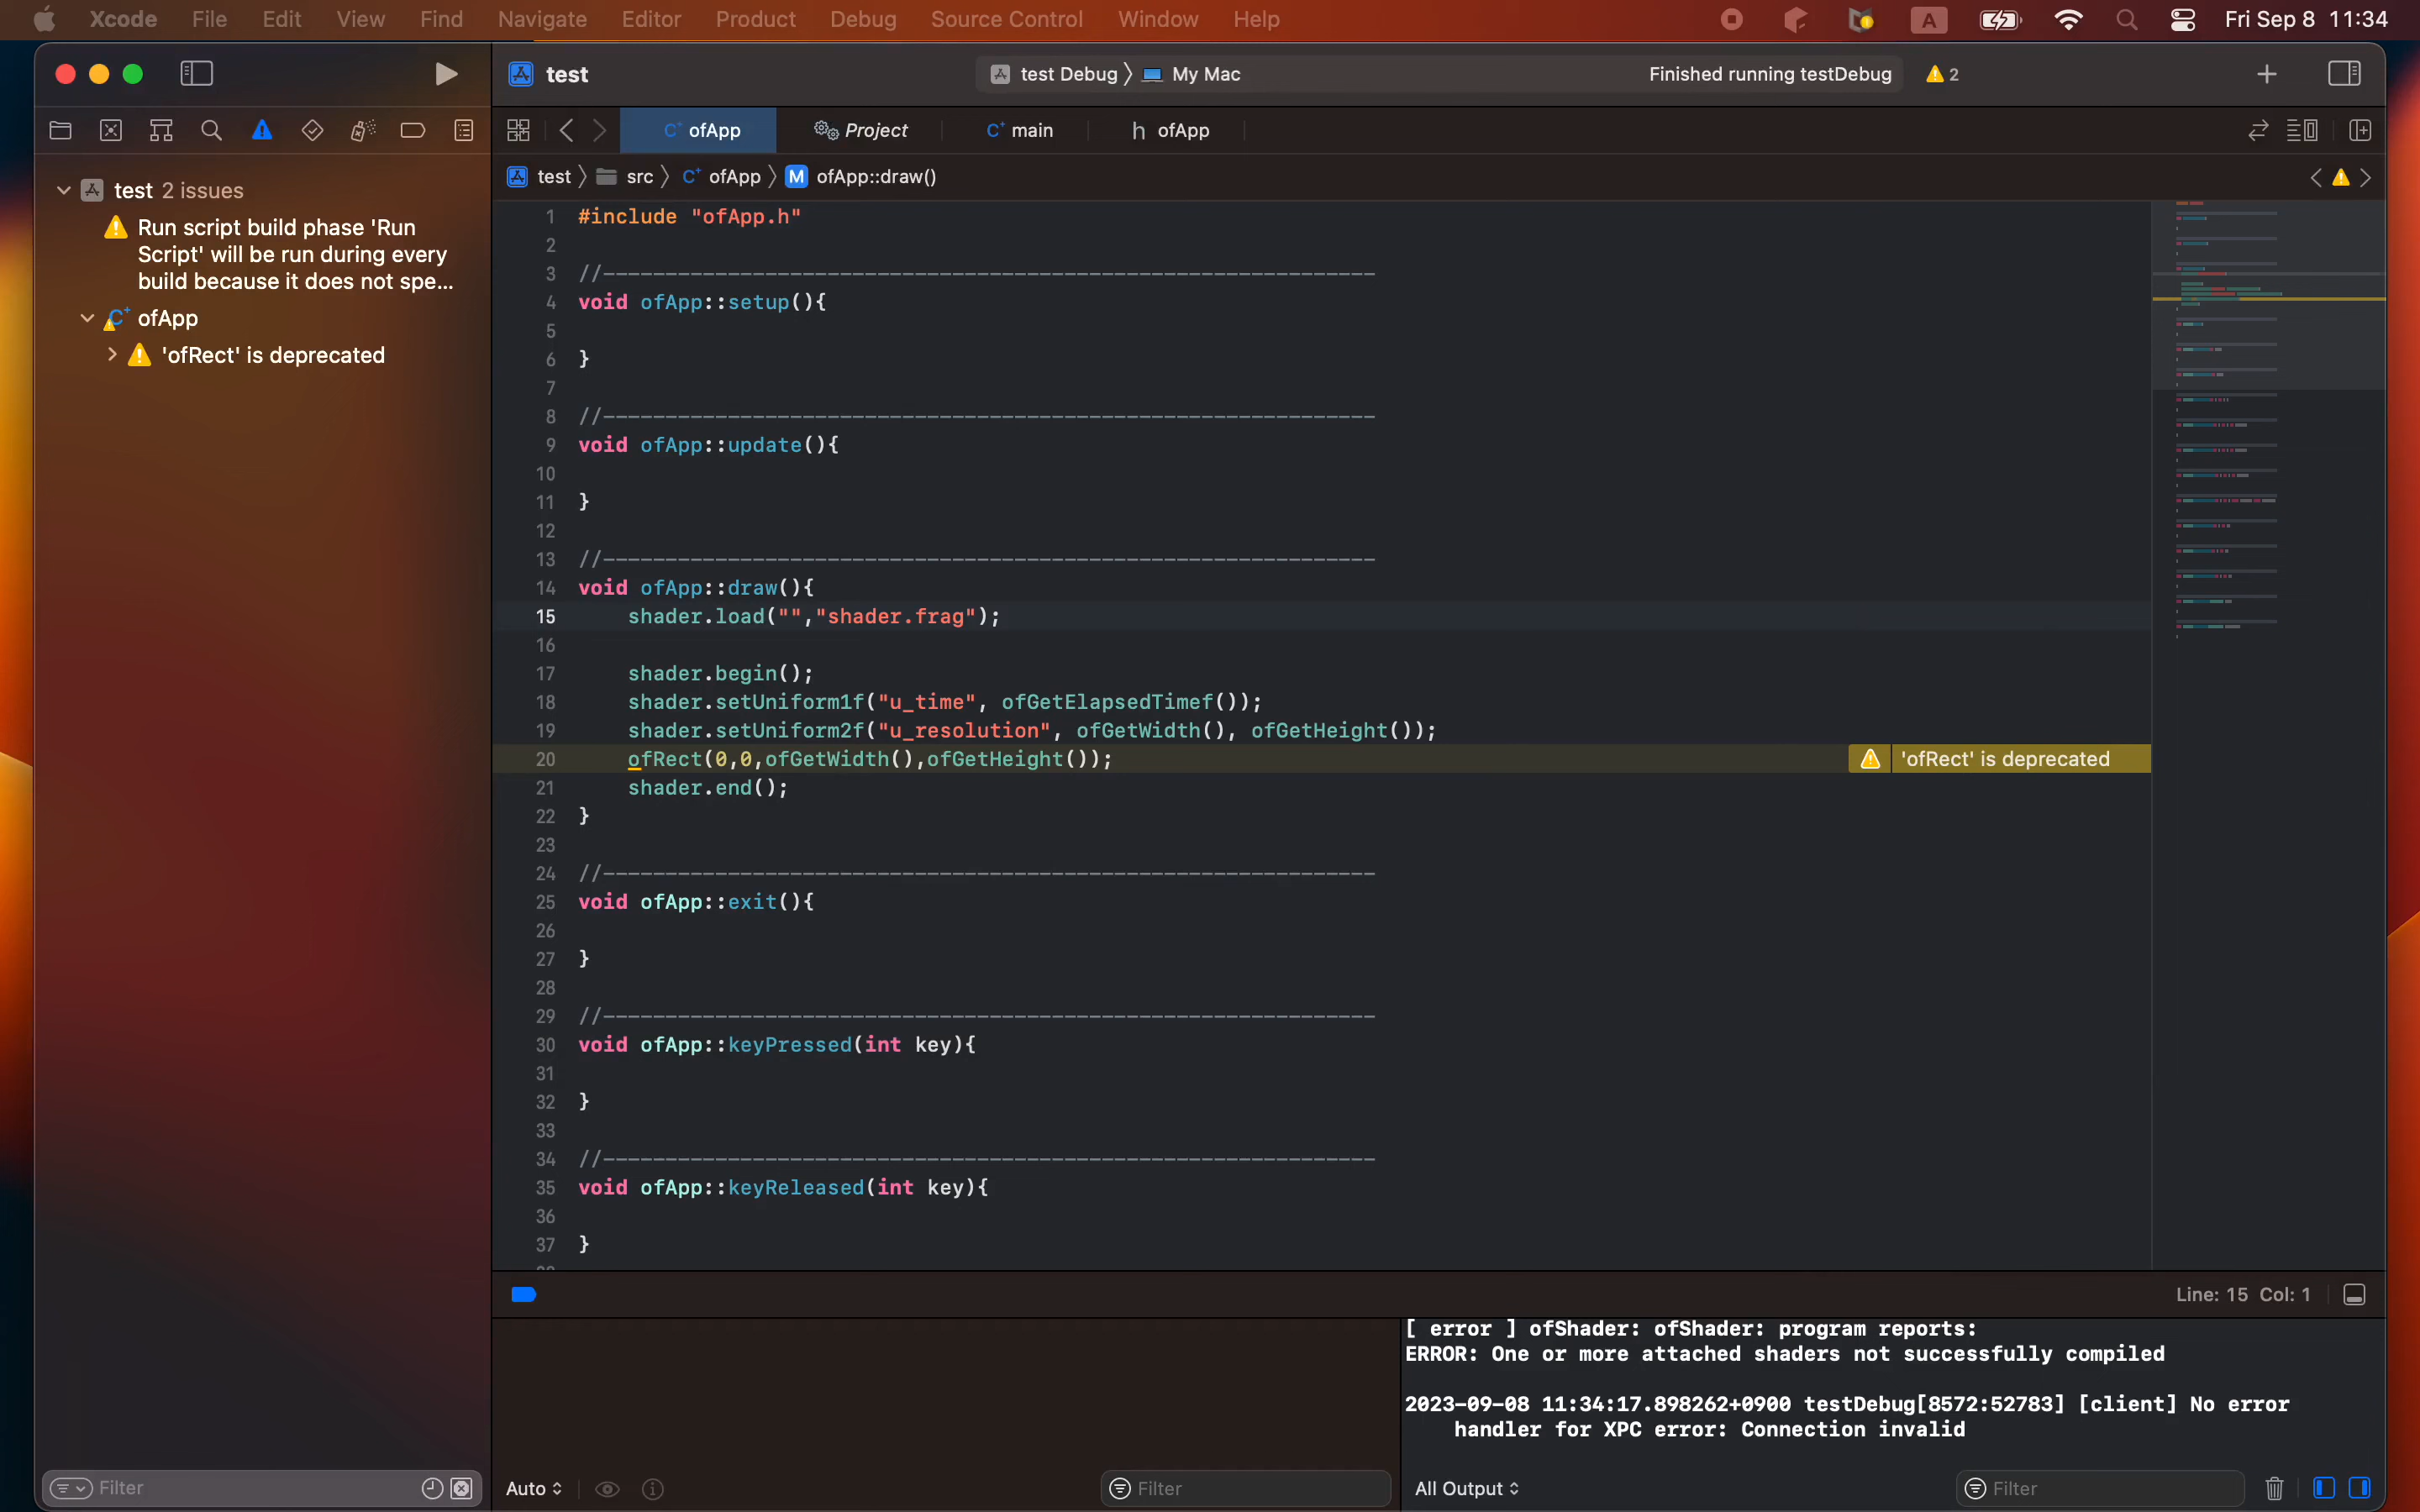 Xcode File Edit View Find Navigate Editor Product Debug Source Control Window Help A Fri Sep 8 11:34
test test Debug My Mac Finished running testDebug 2
ofApp Project main h ofApp
test src ofApp M ofApp::draw()
test 2 issues
Run script build phase 'Run
Script' will be run during every
build because it does not spe...
ofApp
'ofRect' is deprecated
1 #include "ofApp.h"
2
3 //--------------------------------------------------------------
4 void ofApp::setup(){
5
6 }
7
8 //--------------------------------------------------------------
9 void ofApp::update(){
10
11 }
12
13 //--------------------------------------------------------------
14 void ofApp::draw(){
15 shader.load("","shader.frag");
16
17 shader.begin();
18 shader.setUniform1f("u_time", ofGetElapsedTimef());
19 shader.setUniform2f("u_resolution", ofGetWidth(), ofGetHeight());
20 ofRect(0,0,ofGetWidth(),ofGetHeight()); 'ofRect' is deprecated
21 shader.end();
22 }
23
24 //--------------------------------------------------------------
25 void ofApp::exit(){
26
27 }
28
29 //--------------------------------------------------------------
30 void ofApp::keyPressed(int key){
31
32 }
33
34 //--------------------------------------------------------------
35 void ofApp::keyReleased(int key){
36
37 }
Line: 15 Col: 1
[ error ] ofShader: ofShader: program reports:
ERROR: One or more attached shaders not successfully compiled
2023-09-08 11:34:17.898262+0900 testDebug[8572:52783] [client] No error
handler for XPC error: Connection invalid
Filter Auto Filter All Output Filter